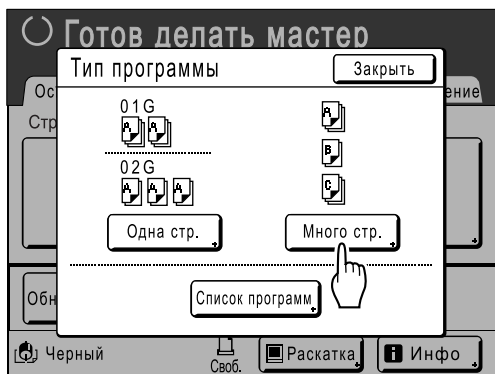 Готов делать мастер
Тип программы
Закрыть
01G
A A
02G
A A A
A
B
C
Одна стр.
Много стр.
Список программ
Черный
Своб.
Раскатка
Инфо